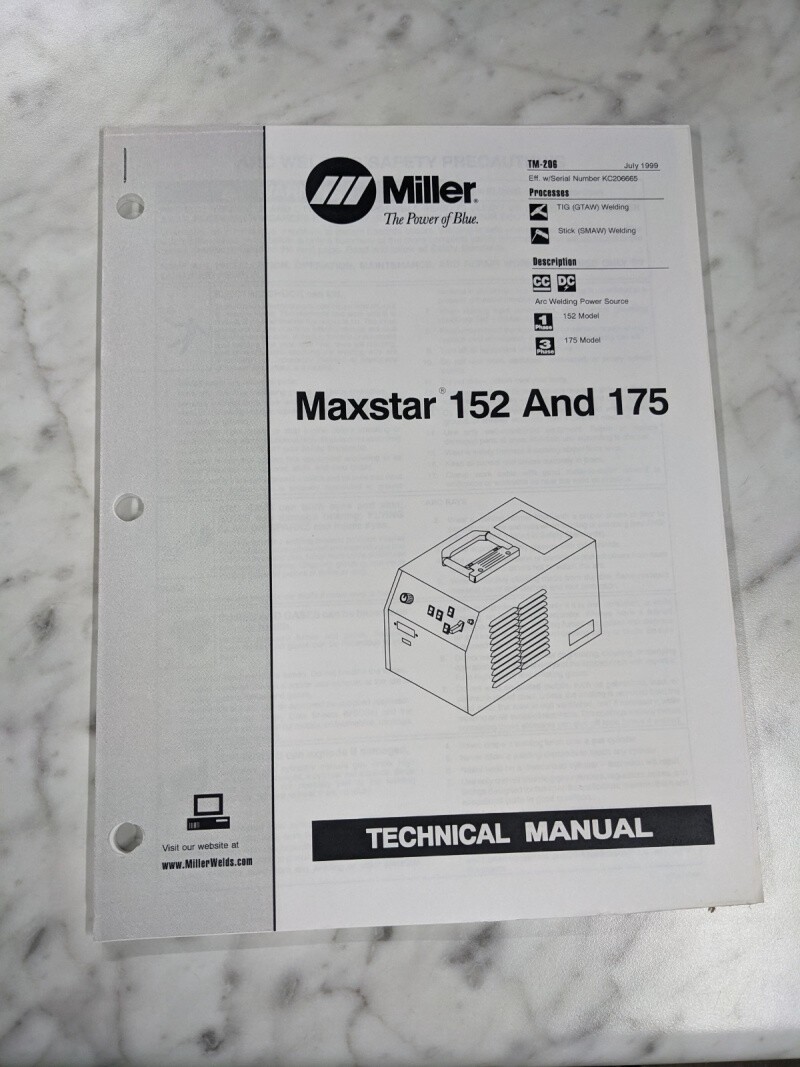 Miller®
The Power of Blue.
TM-206 July 1999
Eff. w/Serial Number KC206665
Processes
TIG (GTAW) Welding
Stick (SMAW) Welding
Description
CC DC
Arc Welding Power Source
1 Phase 152 Model
3 Phase 175 Model
Maxstar® 152 And 175
Visit our website at
www.MillerWelds.com
TECHNICAL MANUAL